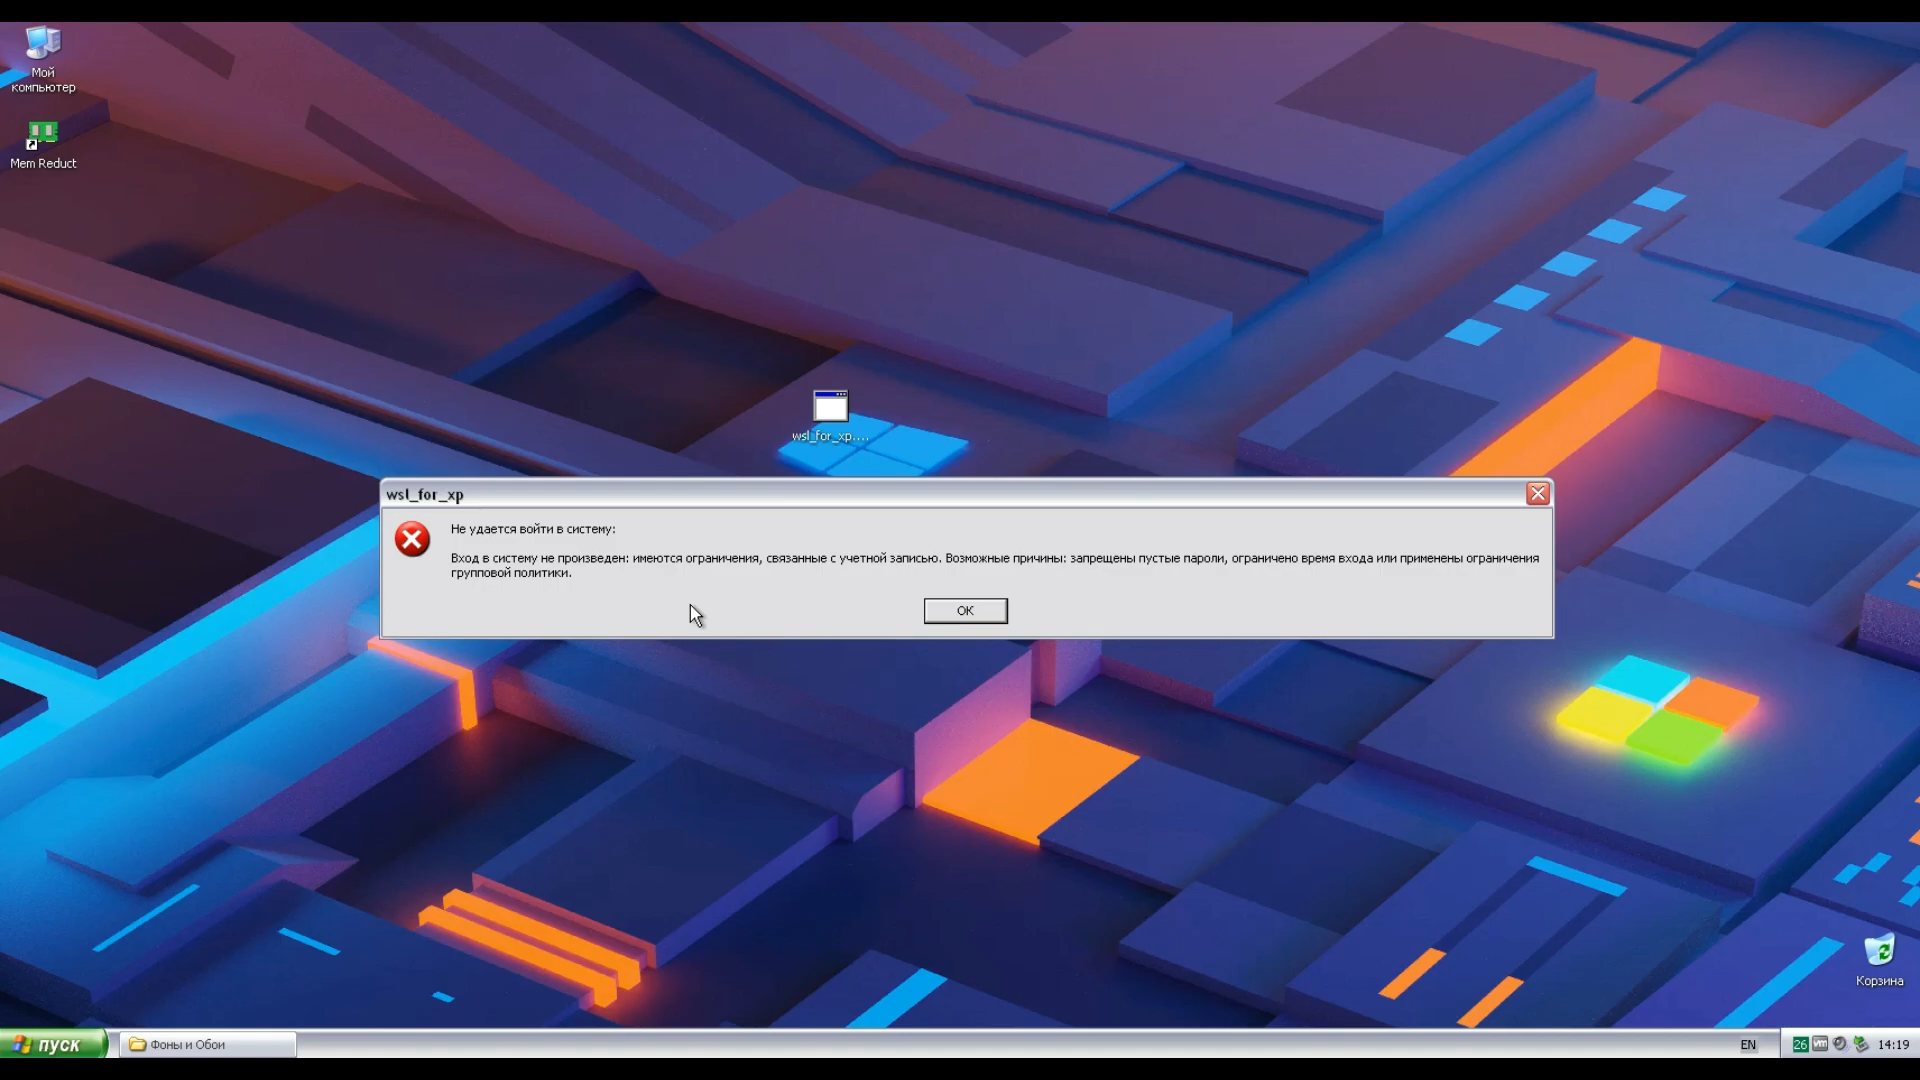 Мой
компьютер
Mem Reduct
wsl_for_xp....
wsl_for_xp
Не удается войти в систему:
Вход в систему не произведен: имеются ограничения, связанные с учетной записью. Возможные причины: запрещены пустые пароли, ограничено время входа или применены ограничения
групповой политики.
OK
Корзина
пуск
Фоны и Обои
EN
26
vm
14:19